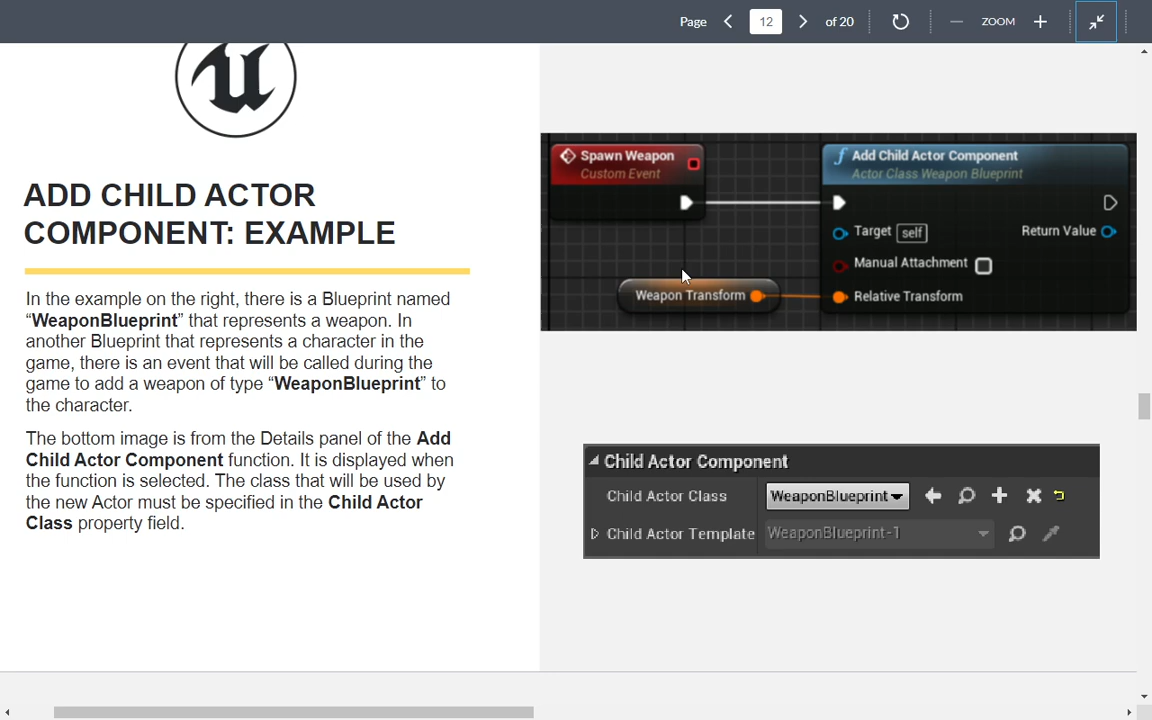 Page 12 of 20 ZOOM
ADD CHILD ACTOR
COMPONENT: EXAMPLE
In the example on the right, there is a Blueprint named
“WeaponBlueprint” that represents a weapon. In
another Blueprint that represents a character in the
game, there is an event that will be called during the
game to add a weapon of type “WeaponBlueprint” to
the character.
The bottom image is from the Details panel of the Add
Child Actor Component function. It is displayed when
the function is selected. The class that will be used by
the new Actor must be specified in the Child Actor
Class property field.
Spawn Weapon
Custom Event
Add Child Actor Component
Actor Class Weapon Blueprint
Target self
Return Value
Manual Attachment
Weapon Transform
Relative Transform
Child Actor Component
Child Actor Class WeaponBlueprint
Child Actor Template WeaponBlueprint-1